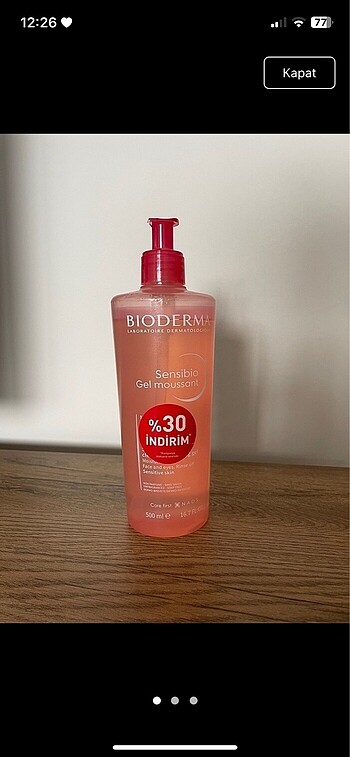 12:26
77
Kapat
BIODERMA
LABORATOIRE DERMATOLOGIQUE
Sensibio
Gel moussant
%30
İNDİRİM*
Face and eyes. Rinse off
Sensitive skin
Care first
500 ml e